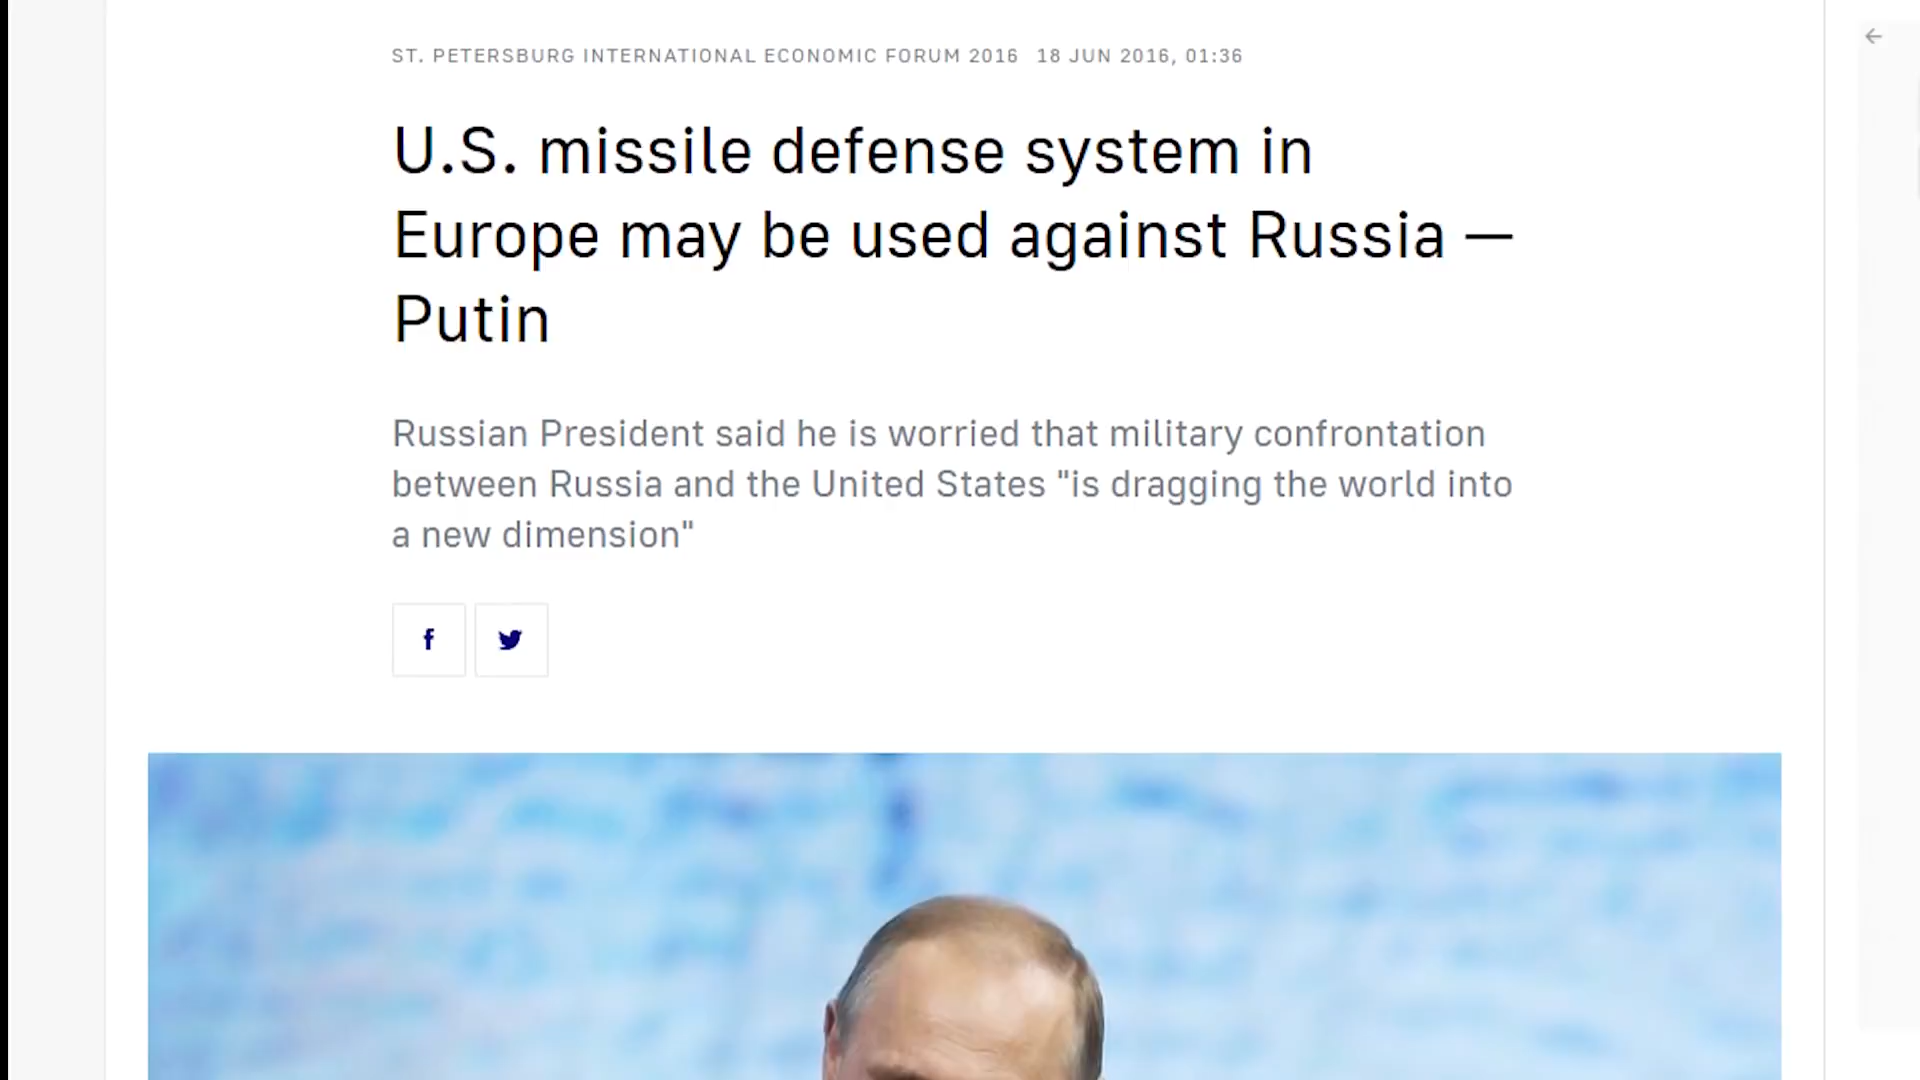 ST. PETERSBURG INTERNATIONAL ECONOMIC FORUM 2016 18 JUN 2016, 01:36
U.S. missile defense system in
Europe may be used against Russia —
Putin
Russian President said he is worried that military confrontation
between Russia and the United States "is dragging the world into
a new dimension"